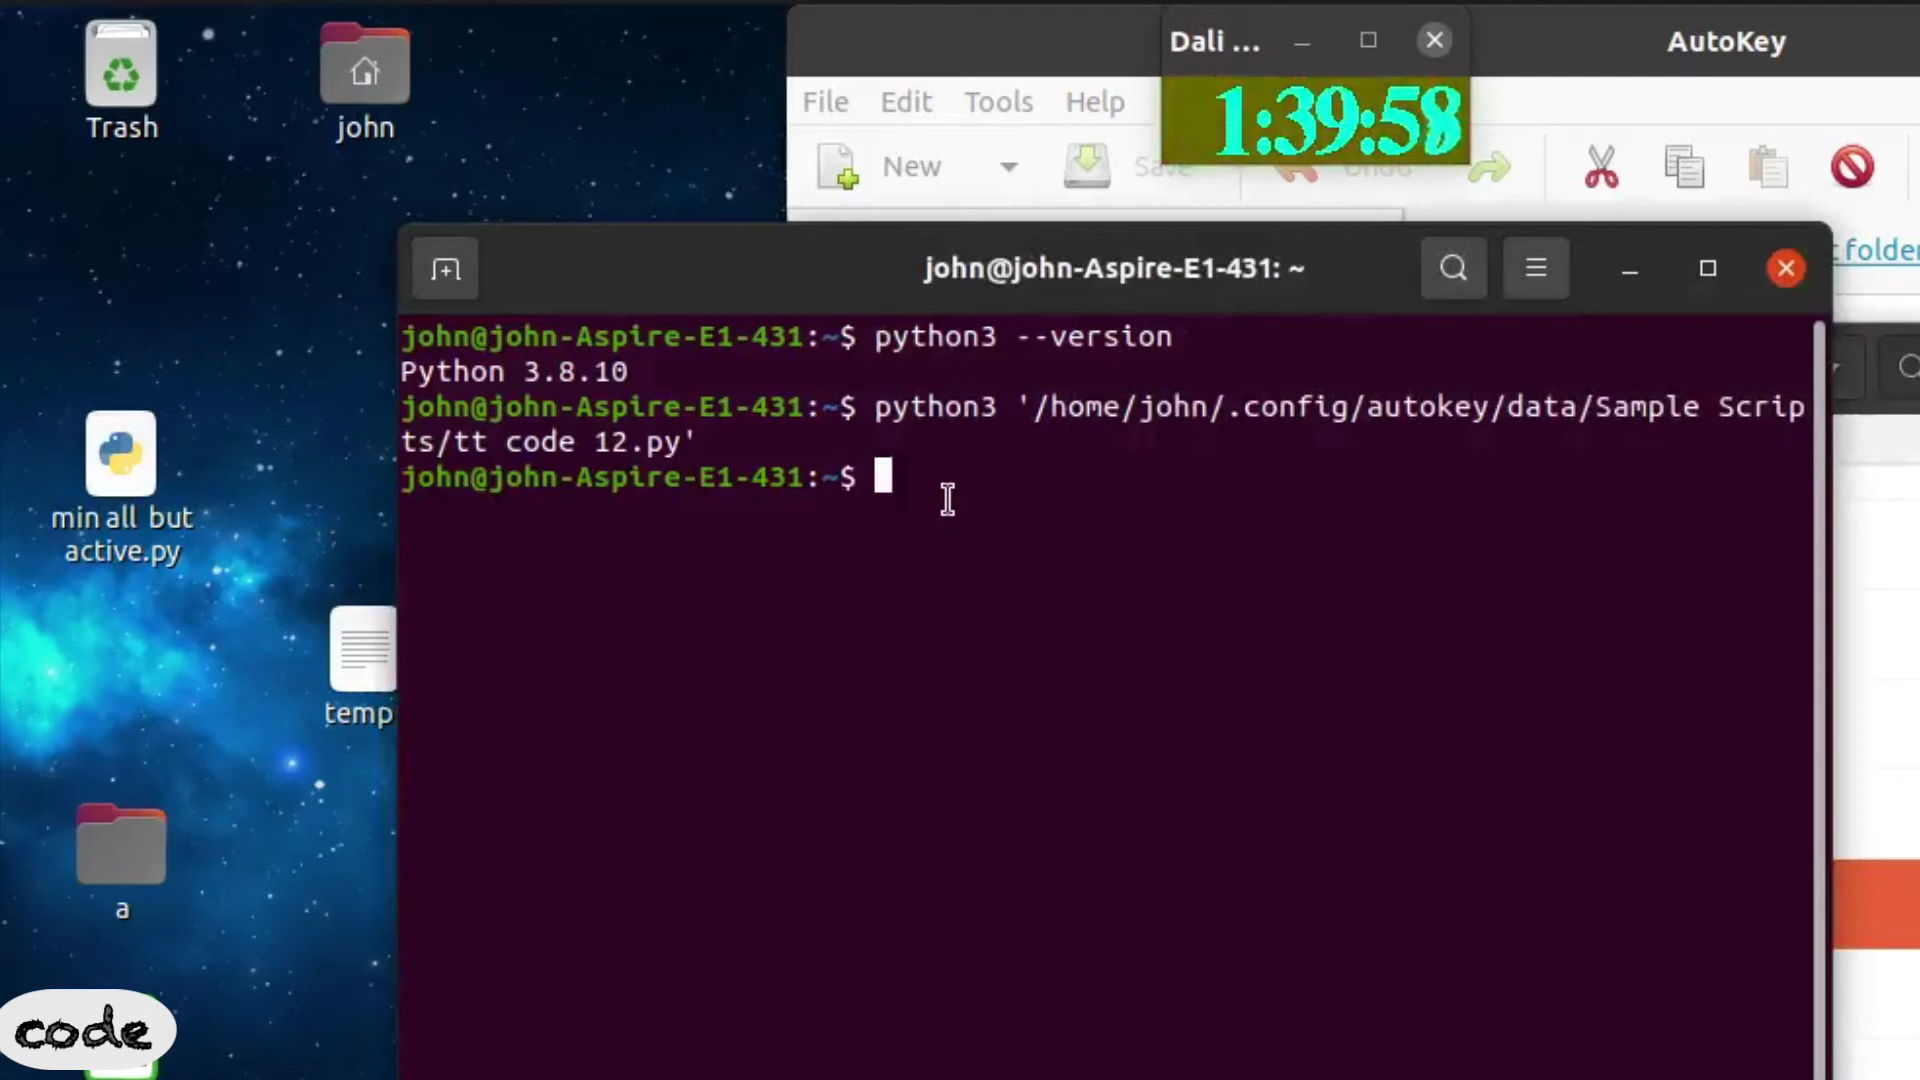 Trash
john
Dali ...
AutoKey
1:39:58
File Edit Tools Help
New
Save
Undo
t folder
john@john-Aspire-E1-431: ~
john@john-Aspire-E1-431:~$ python3 --version
Python 3.8.10
john@john-Aspire-E1-431:~$ python3 '/home/john/.config/autokey/data/Sample Scrip
ts/tt code 12.py'
john@john-Aspire-E1-431:~$
min all but
active.py
temp
a
code